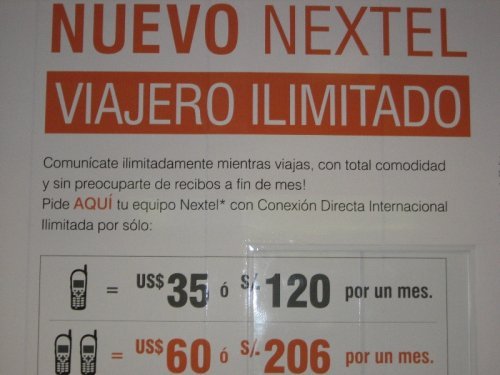 NUEVO NEXTEL
VIAJERO ILIMITADO
Comunícate ilimitadamente mientras viajas, con total comodidad
y sin preocuparte de recibos a fin de mes!
Pide AQUÍ tu equipo Nextel* con Conexión Directa Internacional
Ilimitada por sólo:
= US$ 35 ó S/. 120 por un mes.
= US$ 60 ó S/. 206 por un mes.